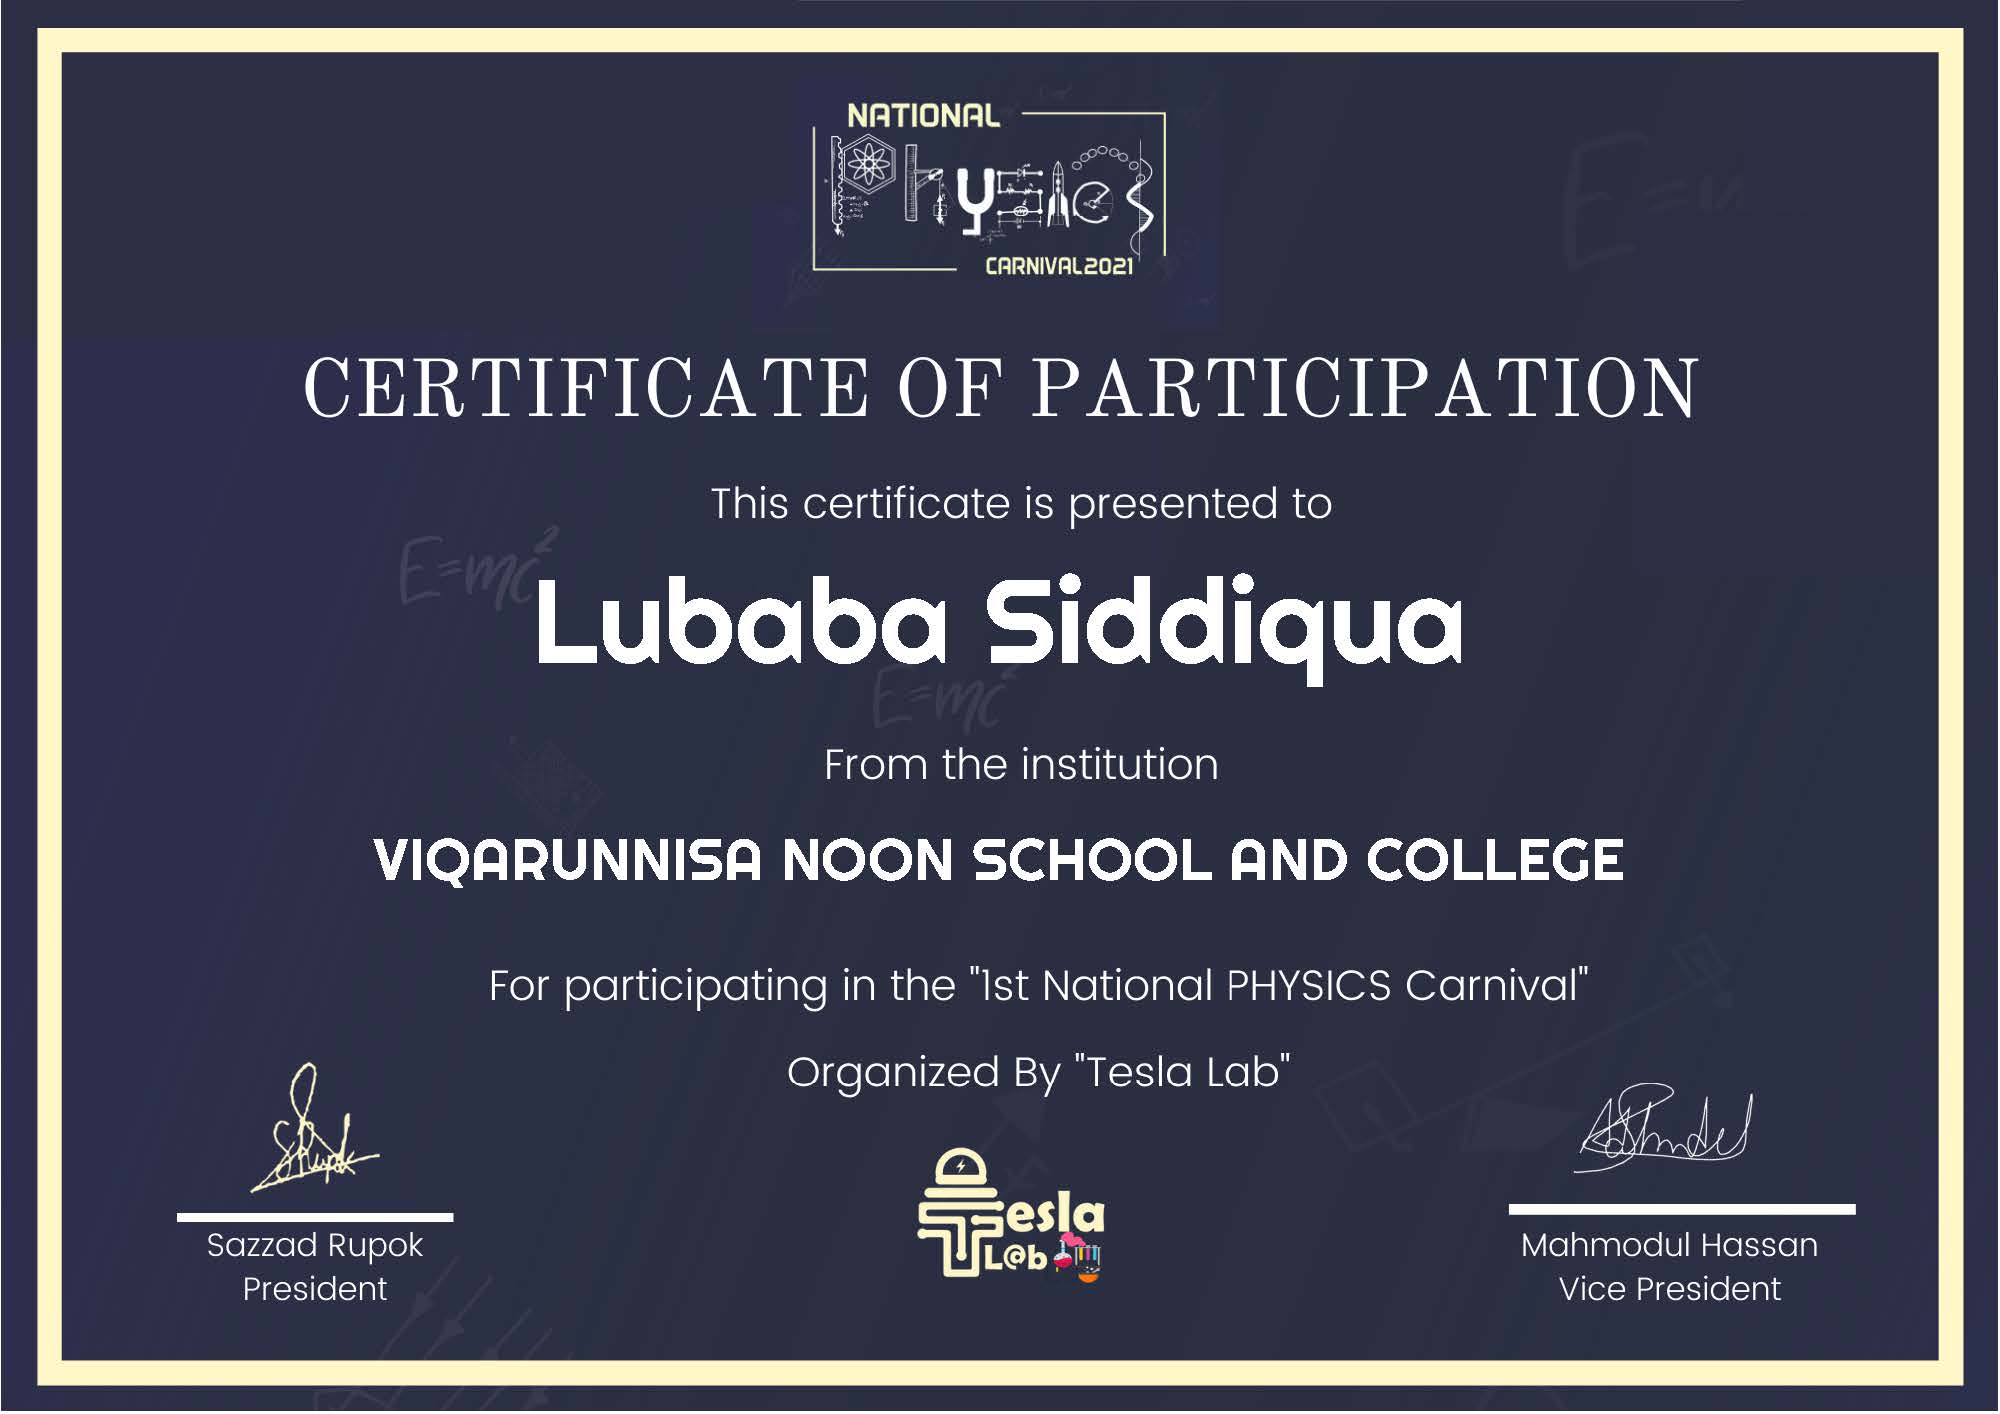 NATIONAL
Physics
CARNIVAL2021
CERTIFICATE OF PARTICIPATION
This certificate is presented to
E=mc²
Lubaba Siddiqua
E=mc²
From the institution
VIQARUNNISA NOON SCHOOL AND COLLEGE
For participating in the "1st National PHYSICS Carnival"
Organized By "Tesla Lab"
Tesla
L@b
Sazzad Rupok
President
Mahmodul Hassan
Vice President